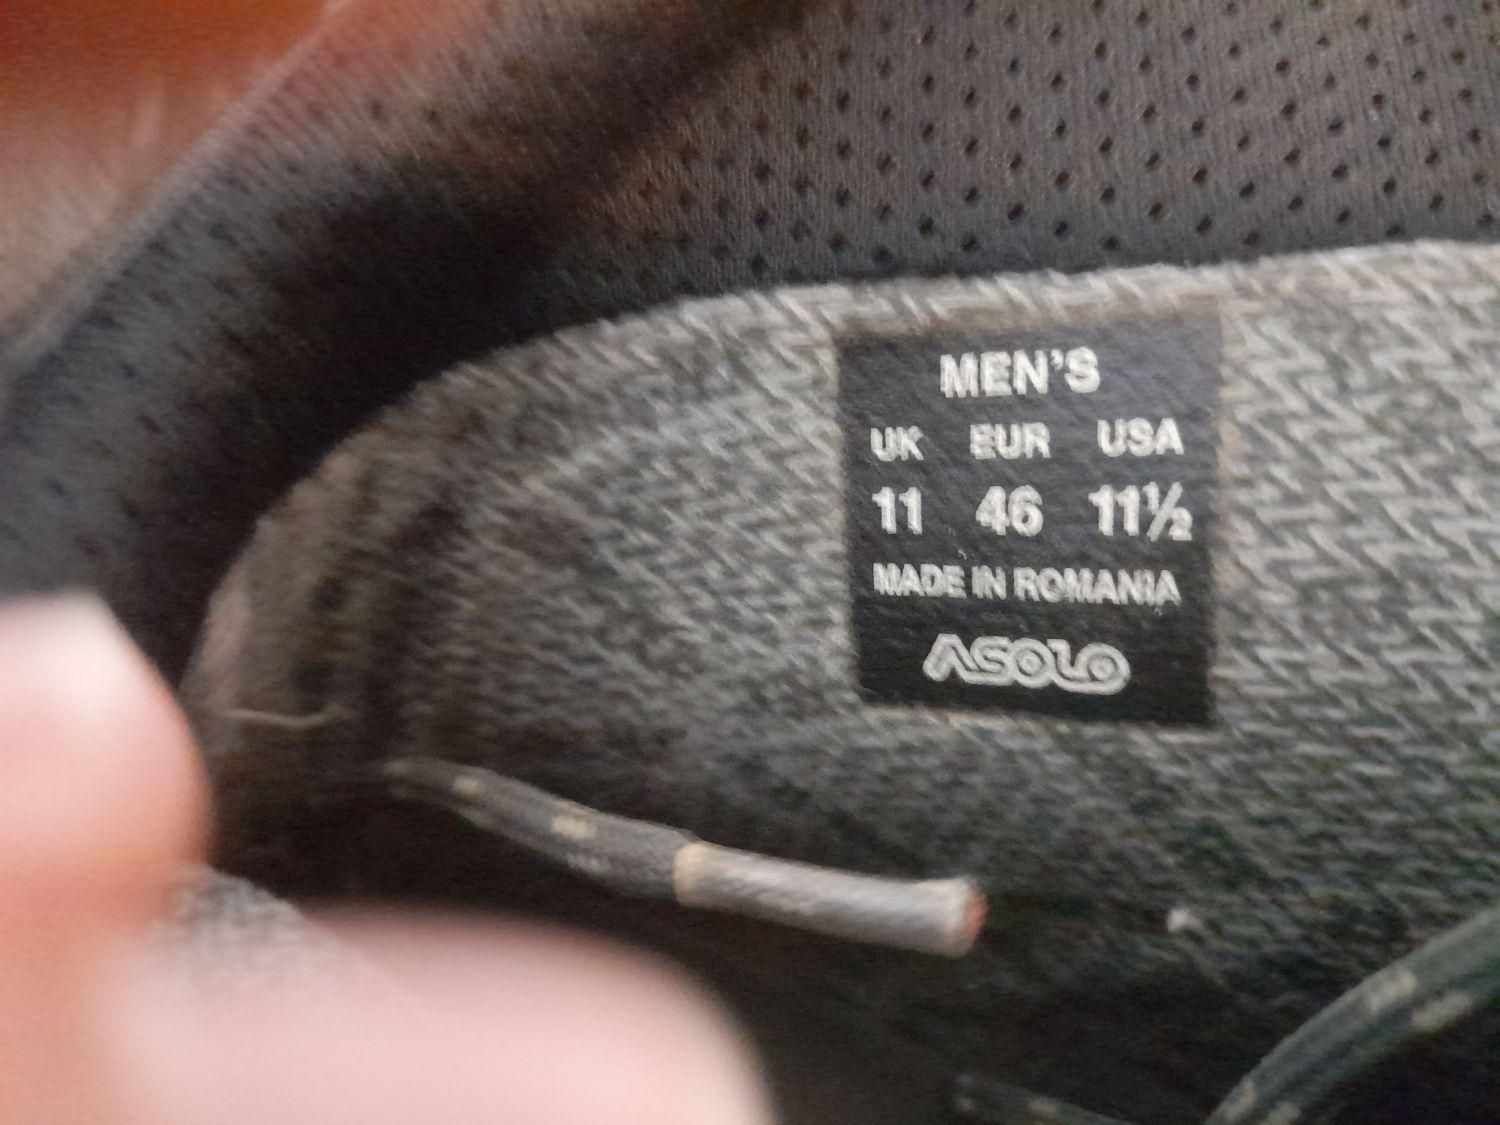 MEN'S
UK EUR USA
11 46 11½
MADE IN ROMANIA
ASOLO